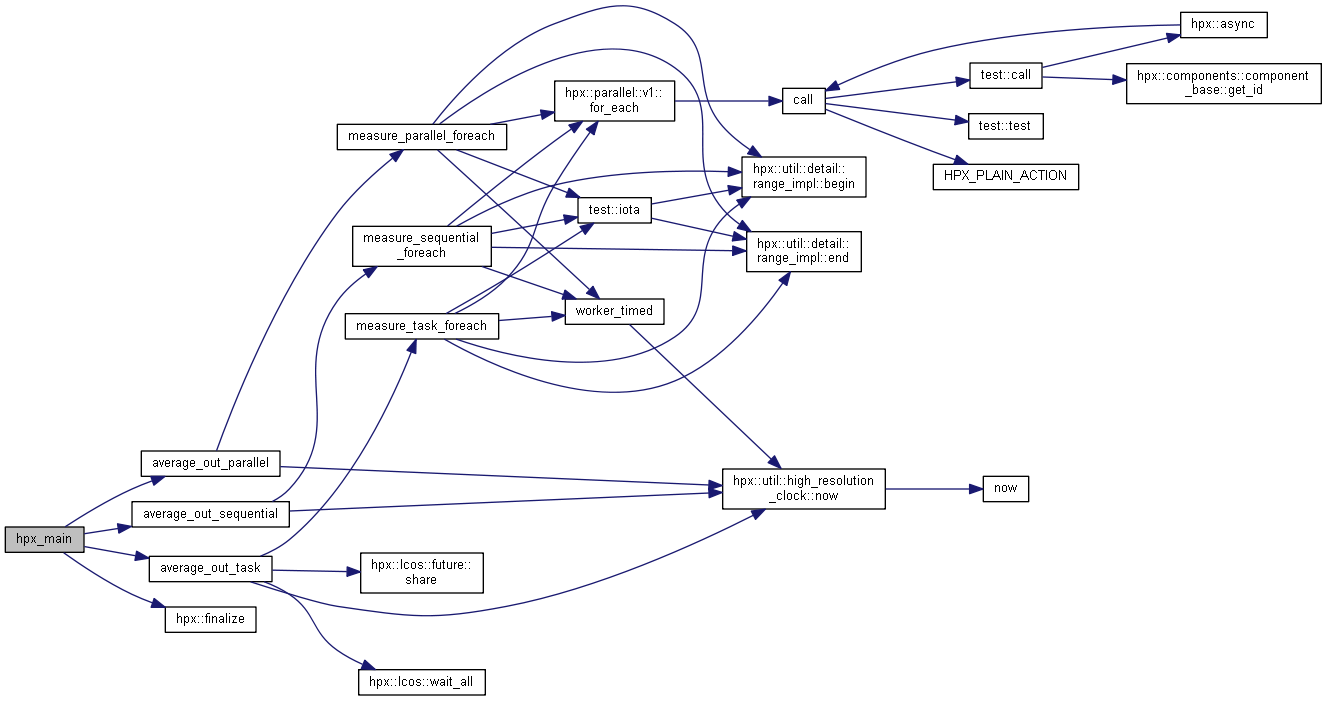 hpx_main
average_out_parallel
average_out_sequential
average_out_task
hpx::finalize
measure_parallel_foreach
measure_sequential
_foreach
measure_task_foreach
hpx::lcos::future::
share
hpx::lcos::wait_all
hpx::parallel::v1::
for_each
test::iota
worker_timed
hpx::util::detail::
range_impl::begin
hpx::util::detail::
range_impl::end
hpx::util::high_resolution
_clock::now
call
test::call
test::test
HPX_PLAIN_ACTION
now
hpx::async
hpx::components::component
_base::get_id